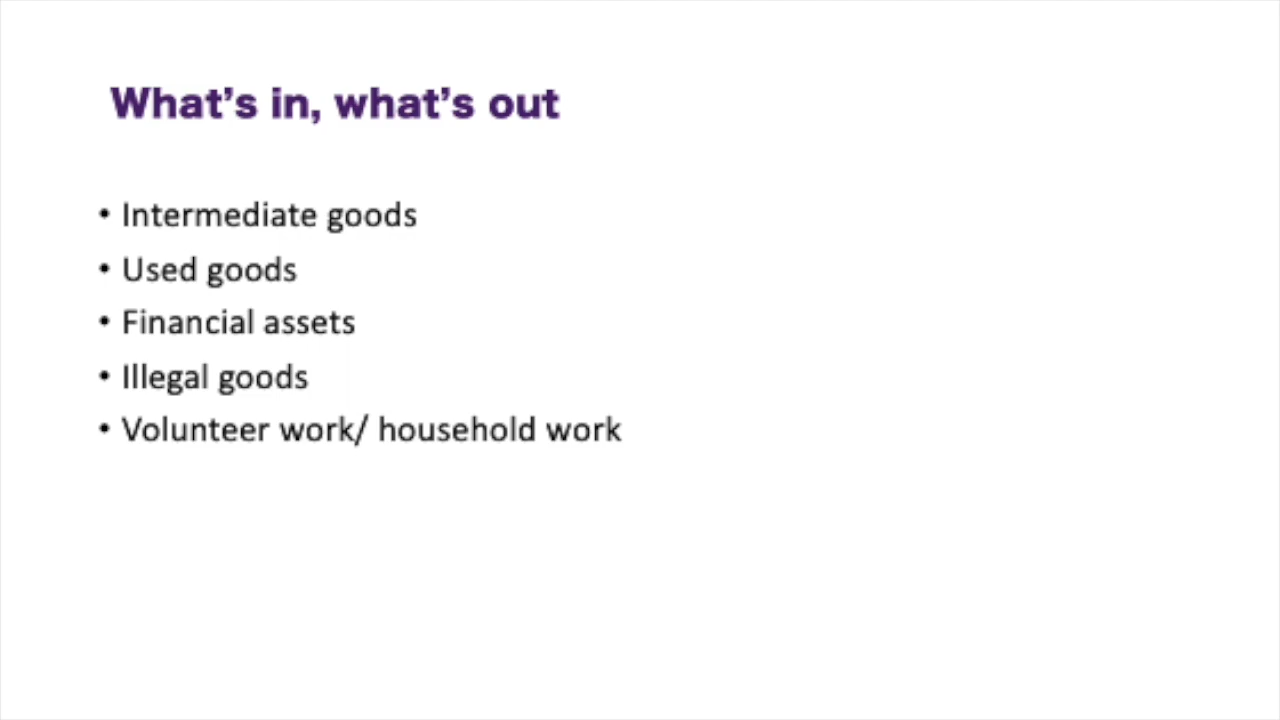 What’s in, what’s out
• Intermediate goods
• Used goods
• Financial assets
• Illegal goods
• Volunteer work/ household work